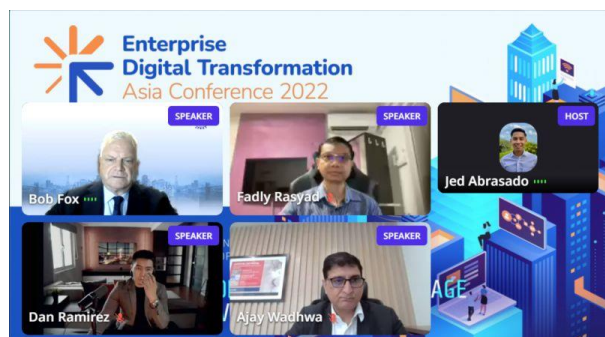 Enterprise
Digital Transformation
Asia Conference 2022
SPEAKER
Bob Fox
SPEAKER
Fadly Rasyad
HOST
Jed Abrasado
SPEAKER
Dan Ramirez
SPEAKER
Ajay Wadhwa
AGE